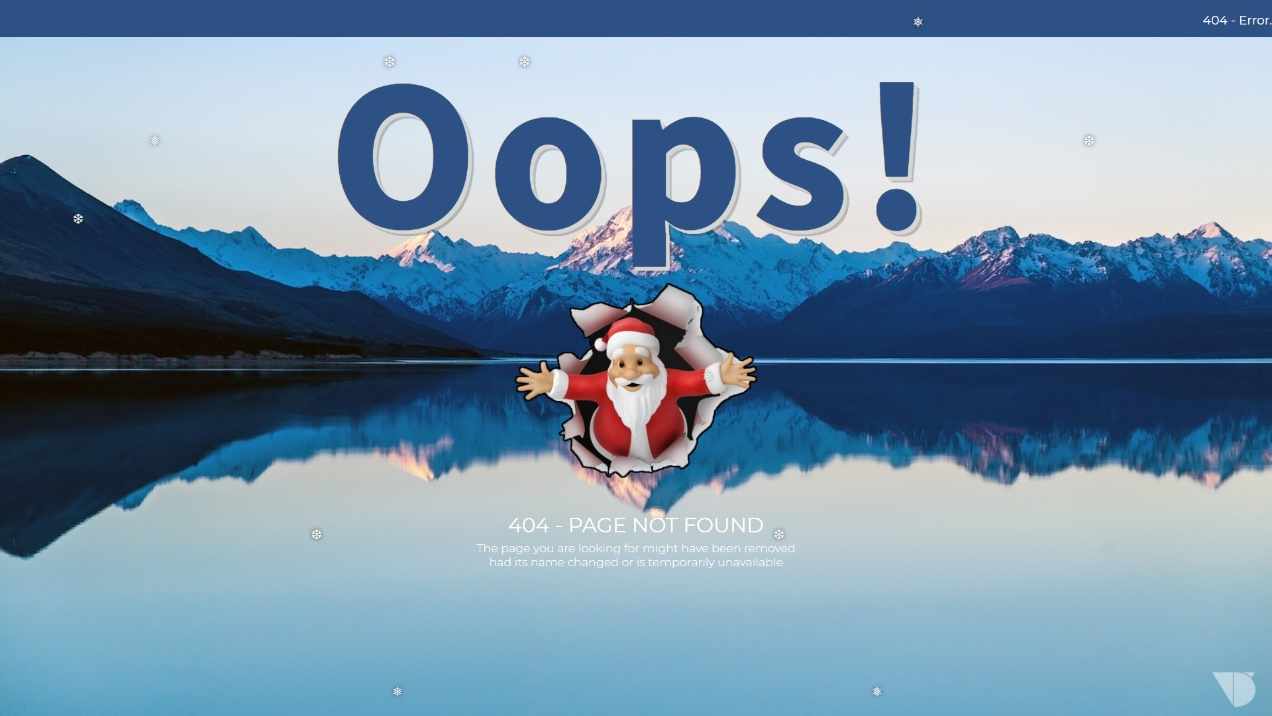 404 - Error.
Oops!
404 - PAGE NOT FOUND
The page you are looking for might have been removed
had its name changed or is temporarily unavailable